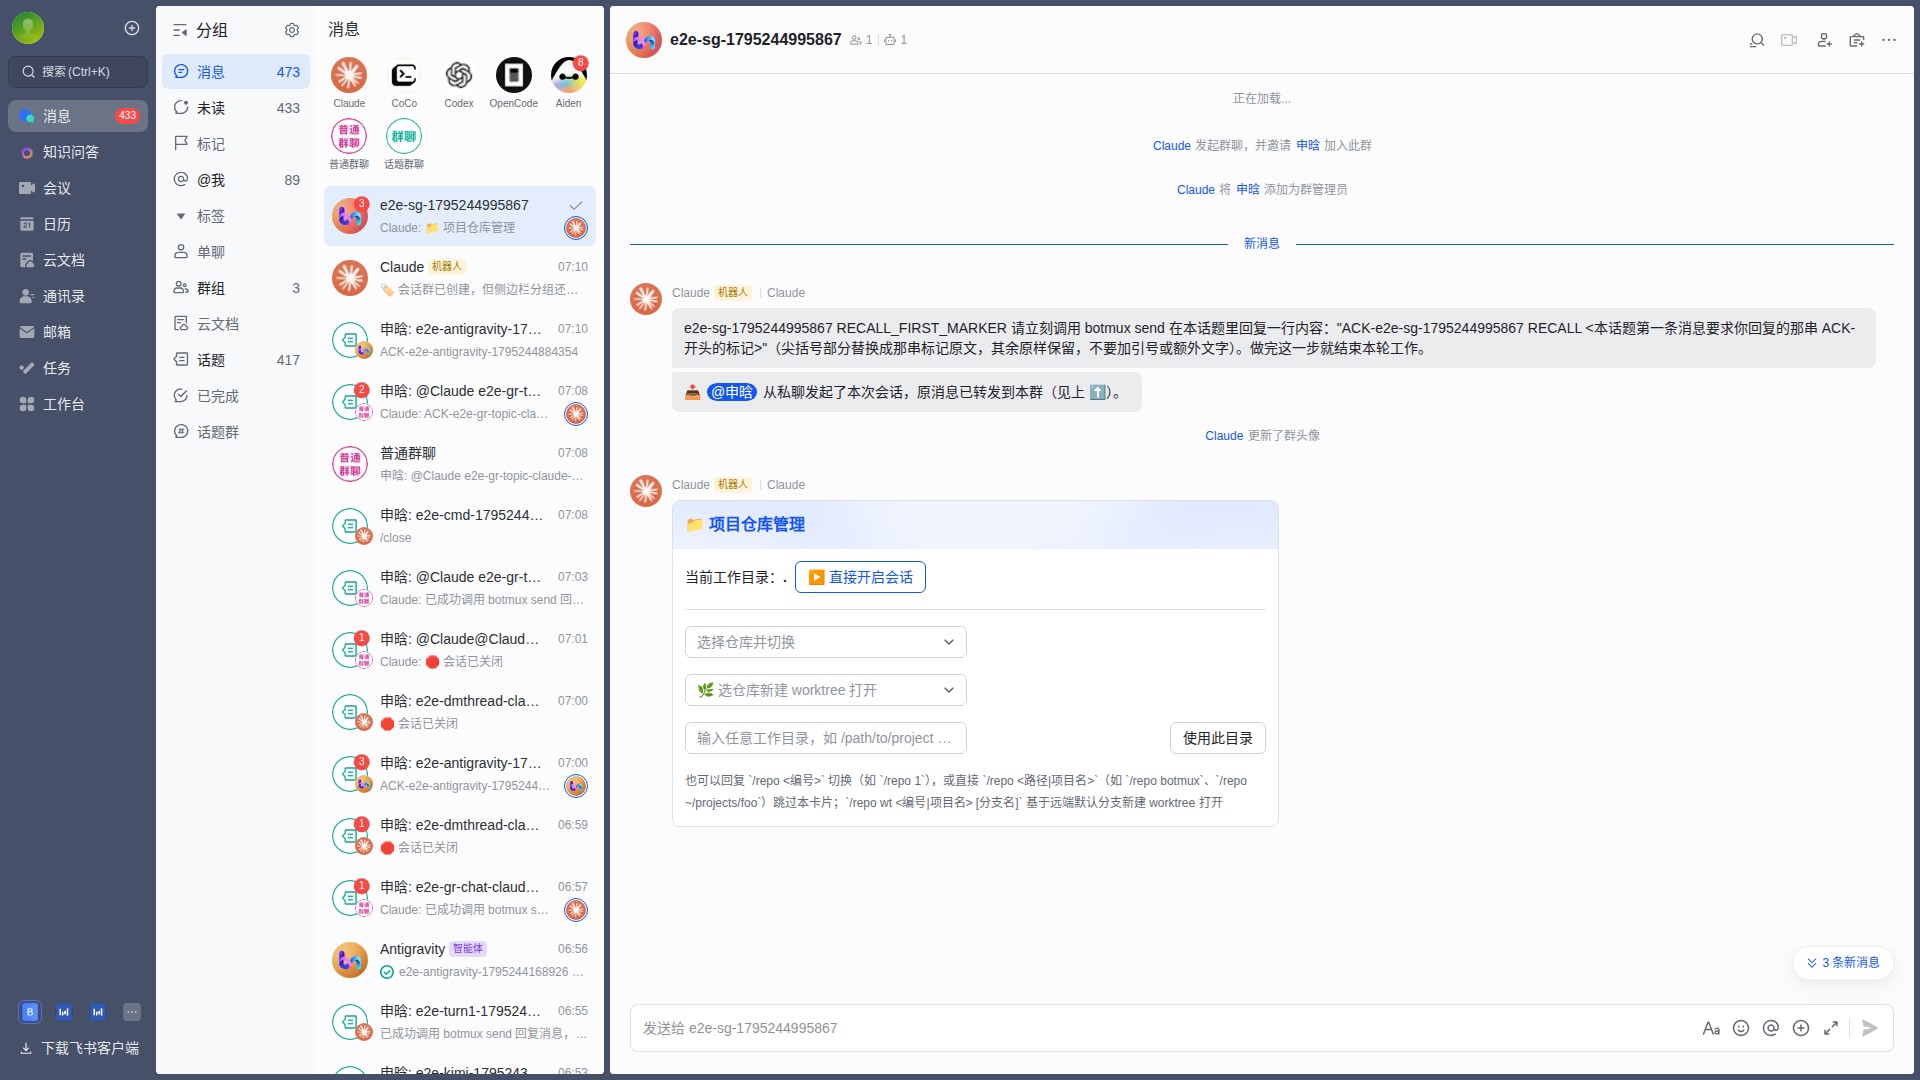 搜索 (Ctrl+K)
消息
433
知识问答
会议
日历
云文档
通讯录
邮箱
任务
工作台
下载飞书客户端
分组
消息 473
未读 433
标记
@我 89
标签
单聊
群组 3
云文档
话题 417
已完成
话题群
消息
8
Claude
CoCo
Codex
OpenCode
Aiden
普通
群聊
群聊
普通群聊
话题群聊
3
e2e-sg-1795244995867
Claude: 📁 项目仓库管理
Claude 机器人 07:10
🏷️ 会话群已创建，但侧边栏分组还…
申晗: e2e-antigravity-17… 07:10
ACK-e2e-antigravity-1795244884354
2
申晗: @Claude e2e-gr-t… 07:08
Claude: ACK-e2e-gr-topic-cla…
普通群聊 07:08
申晗: @Claude e2e-gr-topic-claude-…
申晗: e2e-cmd-1795244… 07:08
/close
申晗: @Claude e2e-gr-t… 07:03
Claude: 已成功调用 botmux send 回…
1
申晗: @Claude@Claud… 07:01
Claude: 🛑 会话已关闭
申晗: e2e-dmthread-cla… 07:00
🛑 会话已关闭
3
申晗: e2e-antigravity-17… 07:00
ACK-e2e-antigravity-1795244…
1
申晗: e2e-dmthread-cla… 06:59
🛑 会话已关闭
1
申晗: e2e-gr-chat-claud… 06:57
Claude: 已成功调用 botmux s…
Antigravity 智能体 06:56
e2e-antigravity-1795244168926 …
申晗: e2e-turn1-179524… 06:55
已成功调用 botmux send 回复消息，…
申晗: e2e-kimi-1795243… 06:53
e2e-sg-1795244995867 1 1
正在加载...
Claude 发起群聊，并邀请 申晗 加入此群
Claude 将 申晗 添加为群管理员
新消息
Claude 机器人 | Claude
e2e-sg-1795244995867 RECALL_FIRST_MARKER 请立刻调用 botmux send 在本话题里回复一行内容："ACK-e2e-sg-1795244995867 RECALL <本话题第一条消息要求你回复的那串 ACK-
开头的标记>"（尖括号部分替换成那串标记原文，其余原样保留，不要加引号或额外文字）。做完这一步就结束本轮工作。
📥 @申晗 从私聊发起了本次会话，原消息已转发到本群（见上 ⬆️）。
Claude 更新了群头像
Claude 机器人 | Claude
📁 项目仓库管理
当前工作目录：. ▶️ 直接开启会话
选择仓库并切换
🌿 选仓库新建 worktree 打开
输入任意工作目录，如 /path/to/project …
使用此目录
也可以回复 `/repo <编号>` 切换（如 `/repo 1`），或直接 `/repo <路径|项目名>`（如 `/repo botmux`、`/repo
~/projects/foo`）跳过本卡片；`/repo wt <编号|项目名> [分支名]` 基于远端默认分支新建 worktree 打开
3 条新消息
发送给 e2e-sg-1795244995867